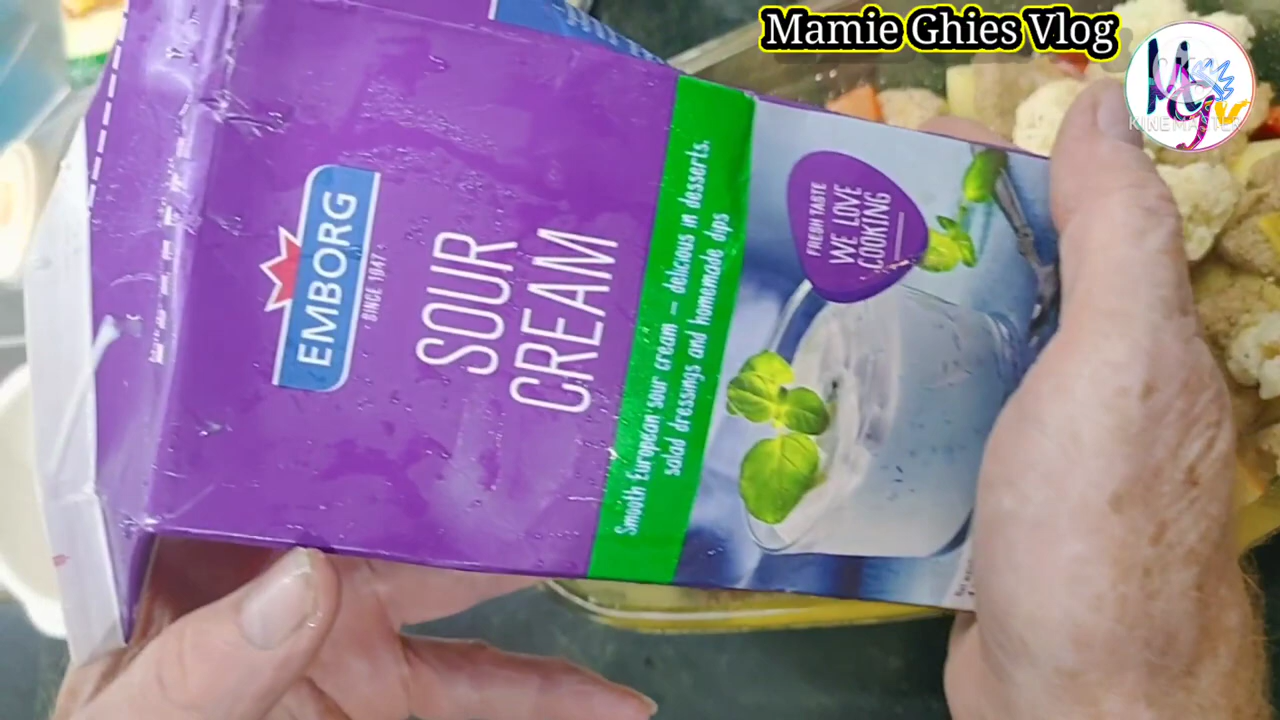 Mamie Ghies Vlog
KINEMASTER
EMBORG
SINCE 1947
SOUR
CREAM
Smooth European sour cream – delicious in desserts,
salad dressings and homemade dips
FRESH TASTE
WE LOVE
COOKING